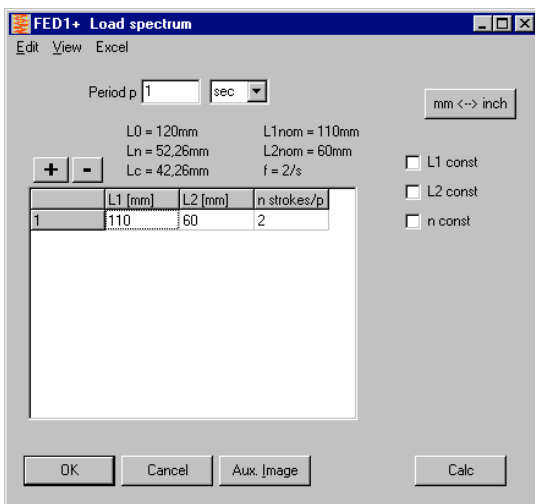 FED1+ Load spectrum
Edit View Excel
Period p 1 sec
mm <--> inch
L0 = 120mm L1nom = 110mm
Ln = 52,26mm L2nom = 60mm
+ - Lc = 42,26mm f = 2/s
L1 const
L2 const
n const
L1 [mm] L2 [mm] n strokes/p
1 110 60 2
OK Cancel Aux. Image Calc